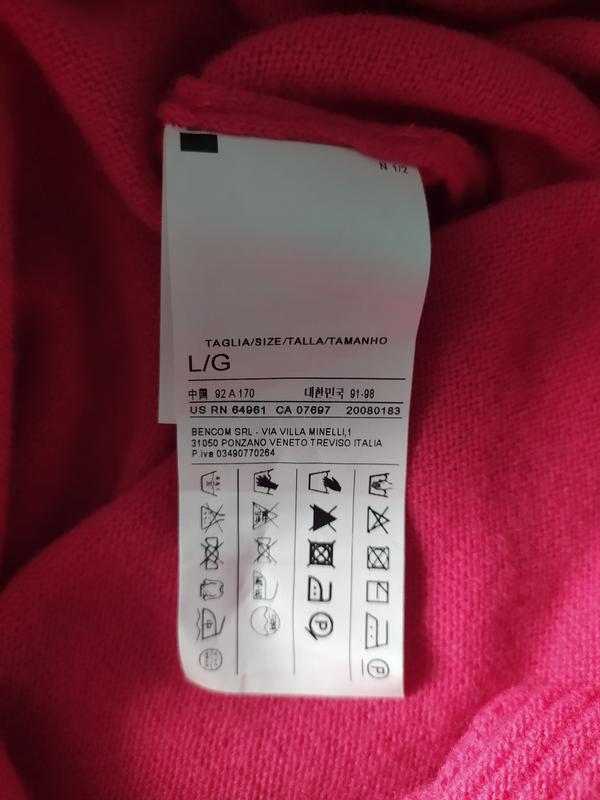 N 1/2
TAGLIA/SIZE/TALLA/TAMANHO
L/G
中国 92 A 170 대한민국 91-98
US RN 64961 CA 07697 20080183
BENCOM SRL - VIA VILLA MINELLI,1
31050 PONZANO VENETO TREVISO ITALIA
P.iva 03490770264
P
P